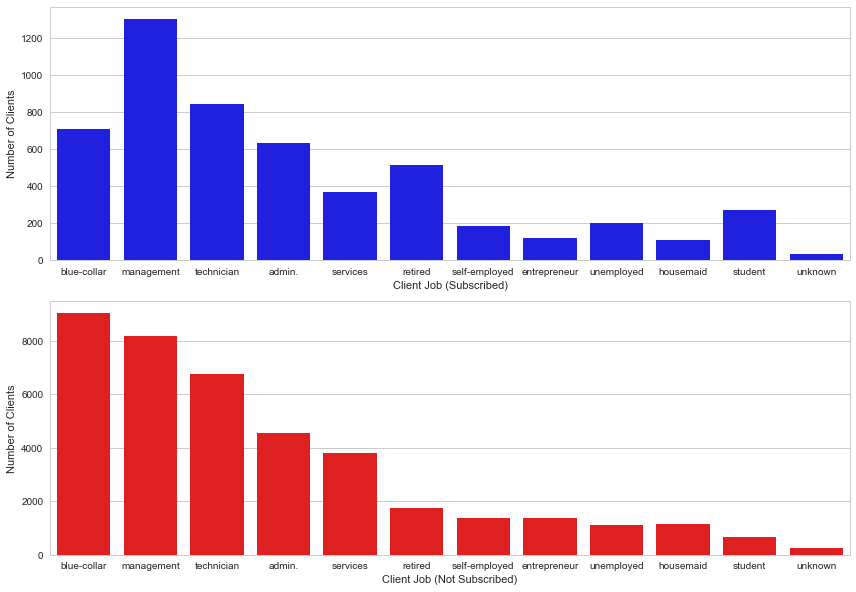 Number of Clients
1200
1000
800
600
400
200
0
blue-collar management technician admin. services retired self-employed entrepreneur unemployed housemaid student unknown
Client Job (Subscribed)
Number of Clients
8000
6000
4000
2000
0
blue-collar management technician admin. services retired self-employed entrepreneur unemployed housemaid student unknown
Client Job (Not Subscribed)